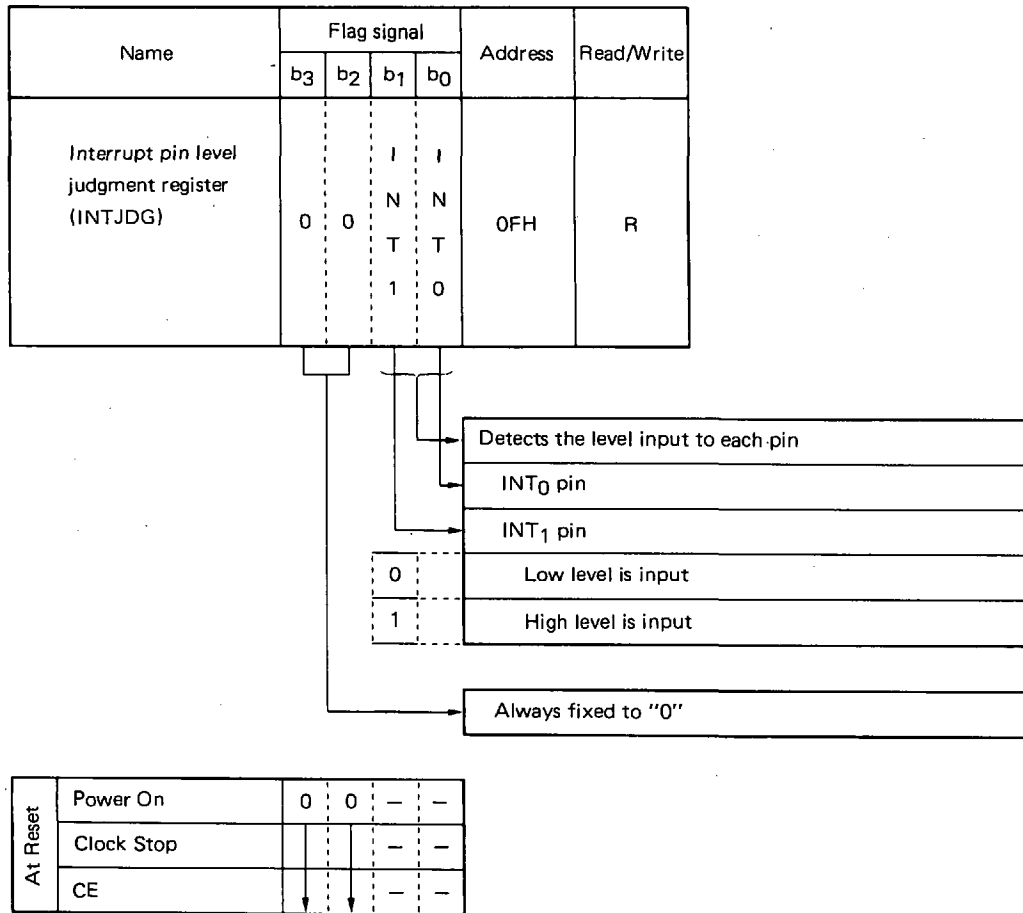 Name
Flag signal
Address
Read/Write
b3 b2 b1 b0
Interrupt pin level
judgment register
(INTJDG)
0 0
INT1
INT0
0FH
R
Detects the level input to each pin
INT0 pin
INT1 pin
0 Low level is input
1 High level is input
Always fixed to "0"
At Reset
Power On 0 0 – –
Clock Stop – –
CE – –